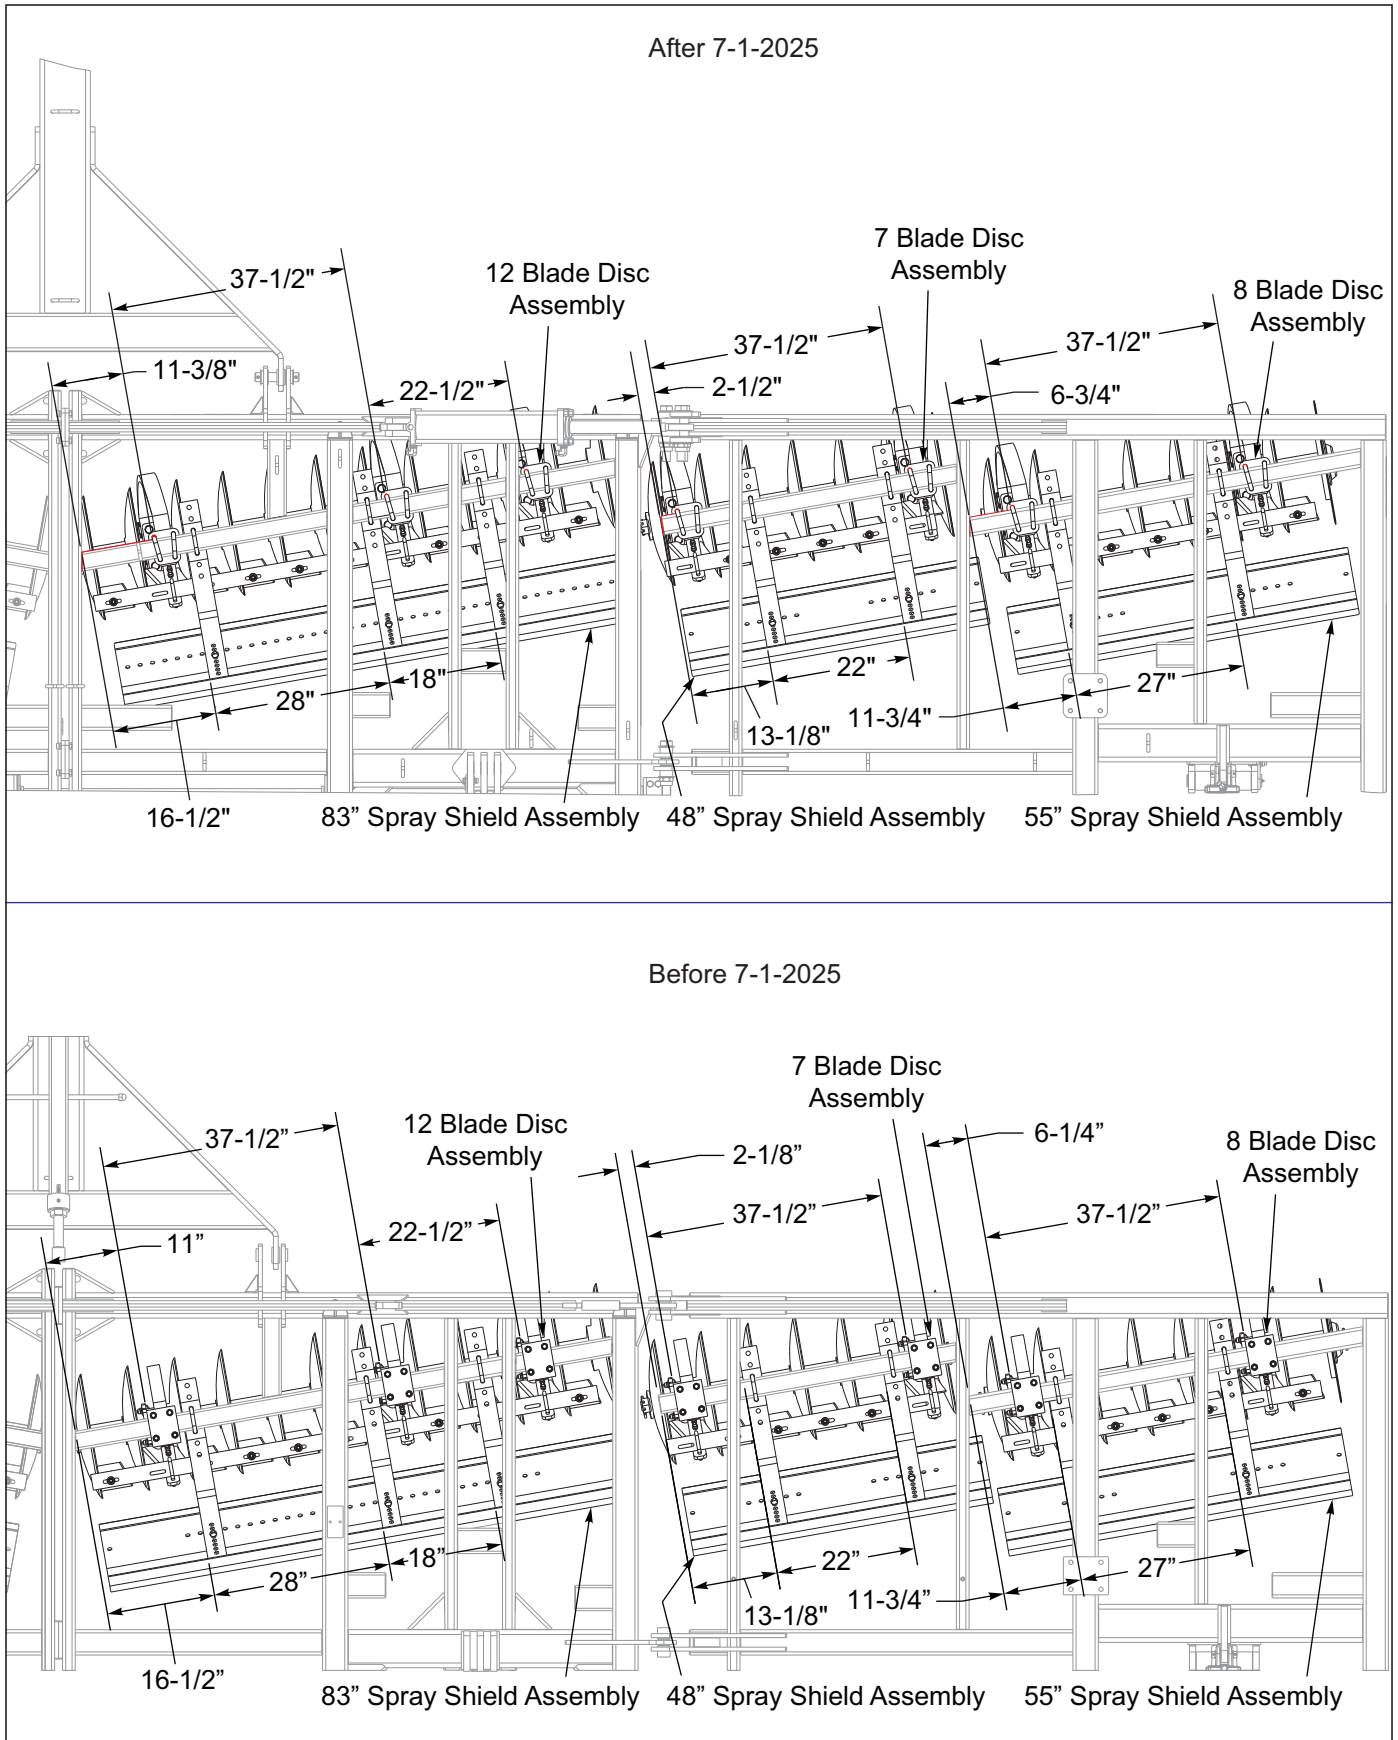 After 7-1-2025
7 Blade Disc
Assembly
37-1/2"
12 Blade Disc
Assembly
8 Blade Disc
Assembly
37-1/2"
37-1/2"
11-3/8"
22-1/2"
2-1/2"
6-3/4"
22"
28"
18"
27"
11-3/4"
13-1/8"
16-1/2"
83” Spray Shield Assembly
48” Spray Shield Assembly
55” Spray Shield Assembly
Before 7-1-2025
7 Blade Disc
Assembly
12 Blade Disc
Assembly
37-1/2”
6-1/4”
8 Blade Disc
Assembly
2-1/8”
37-1/2”
37-1/2”
22-1/2”
11”
18”
22”
27”
28”
11-3/4”
13-1/8"
16-1/2”
83” Spray Shield Assembly
48” Spray Shield Assembly
55” Spray Shield Assembly